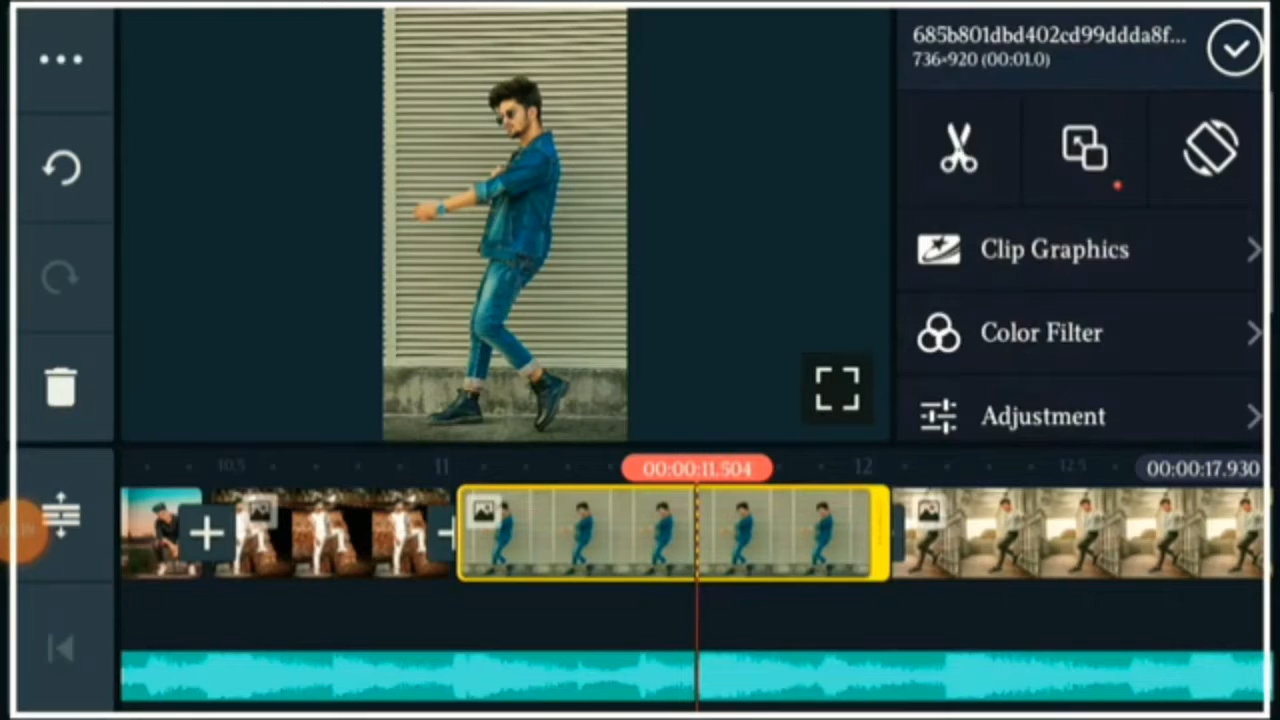 685b801dbd402cd99ddda8f...
736×920 (00:01.0)
Clip Graphics
Color Filter
Adjustment
10.5
11
00:00:11.504
12
12.5
00:00:17.930